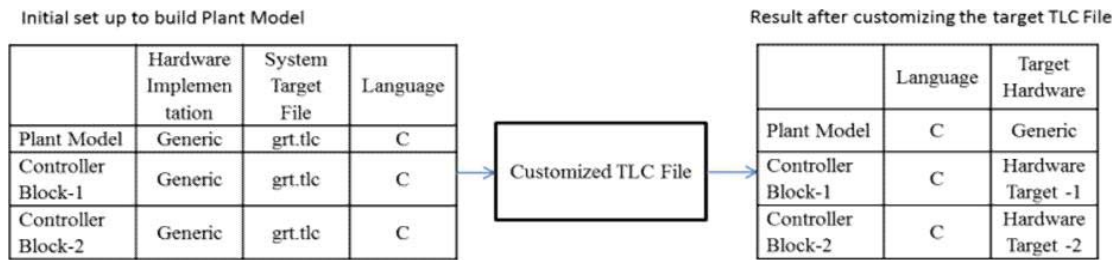 Initial set up to build Plant Model
Hardware Implemen tation System Target File Language
Plant Model Generic grt.tlc C
Controller Block-1 Generic grt.tlc C
Controller Block-2 Generic grt.tlc C
Customized TLC File
Result after customizing the target TLC File
Language Target Hardware
Plant Model C Generic
Controller Block-1 C Hardware Target -1
Controller Block-2 C Hardware Target -2